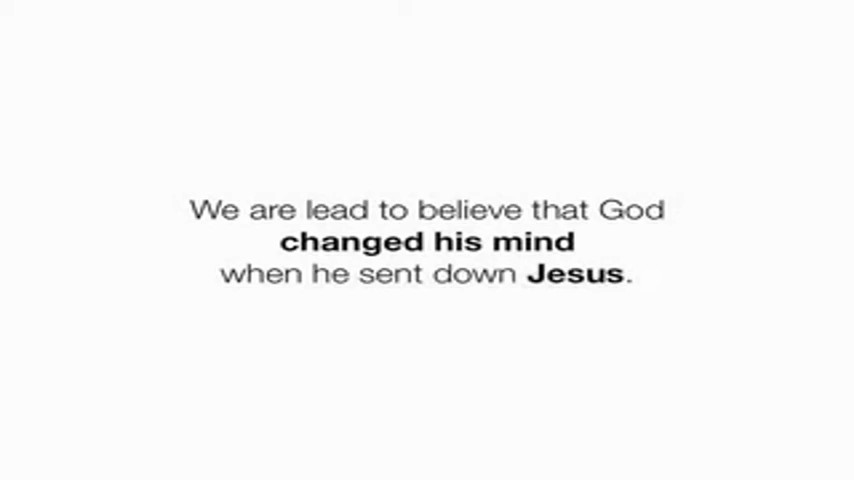 We are lead to believe that God
changed his mind
when he sent down Jesus.